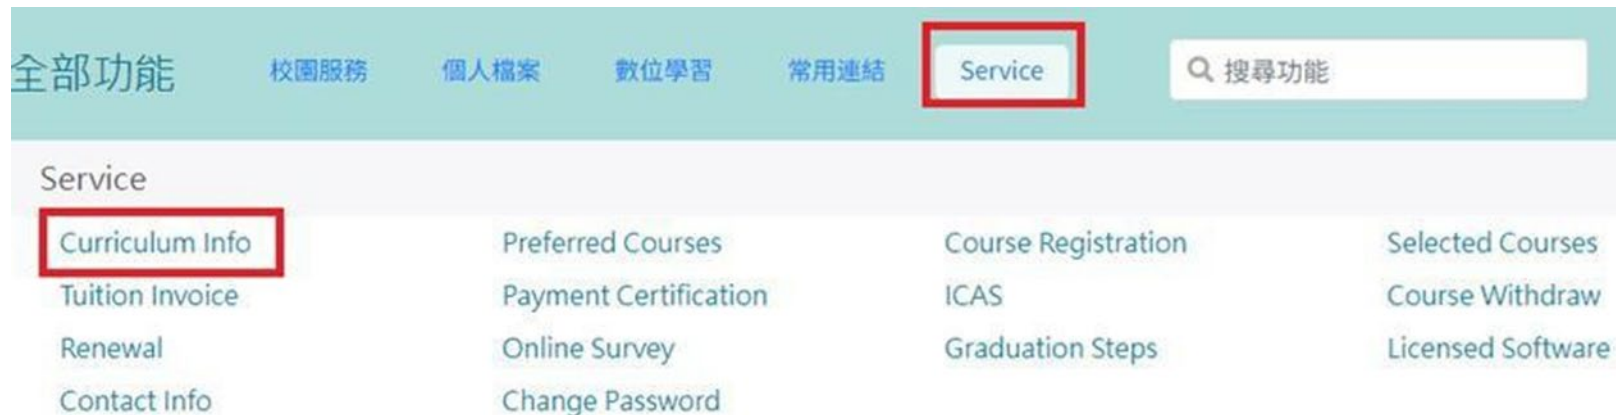 全部功能 校園服務 個人檔案 數位學習 常用連結 Service 搜尋功能
Service
Curriculum Info Preferred Courses Course Registration Selected Courses
Tuition Invoice Payment Certification ICAS Course Withdraw
Renewal Online Survey Graduation Steps Licensed Software
Contact Info Change Password